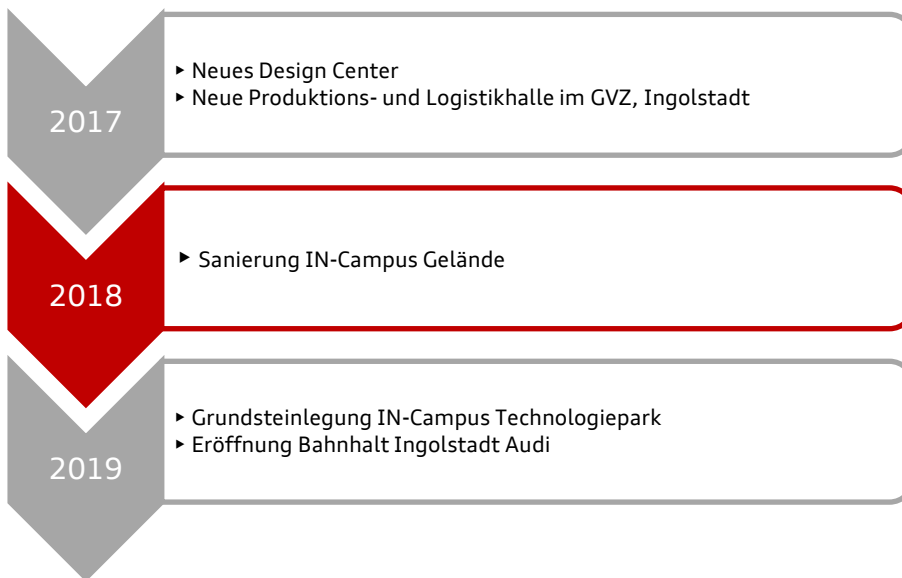 2017
▸ Neues Design Center
▸ Neue Produktions- und Logistikhalle im GVZ, Ingolstadt
2018
▸ Sanierung IN-Campus Gelände
2019
▸ Grundsteinlegung IN-Campus Technologiepark
▸ Eröffnung Bahnhalt Ingolstadt Audi